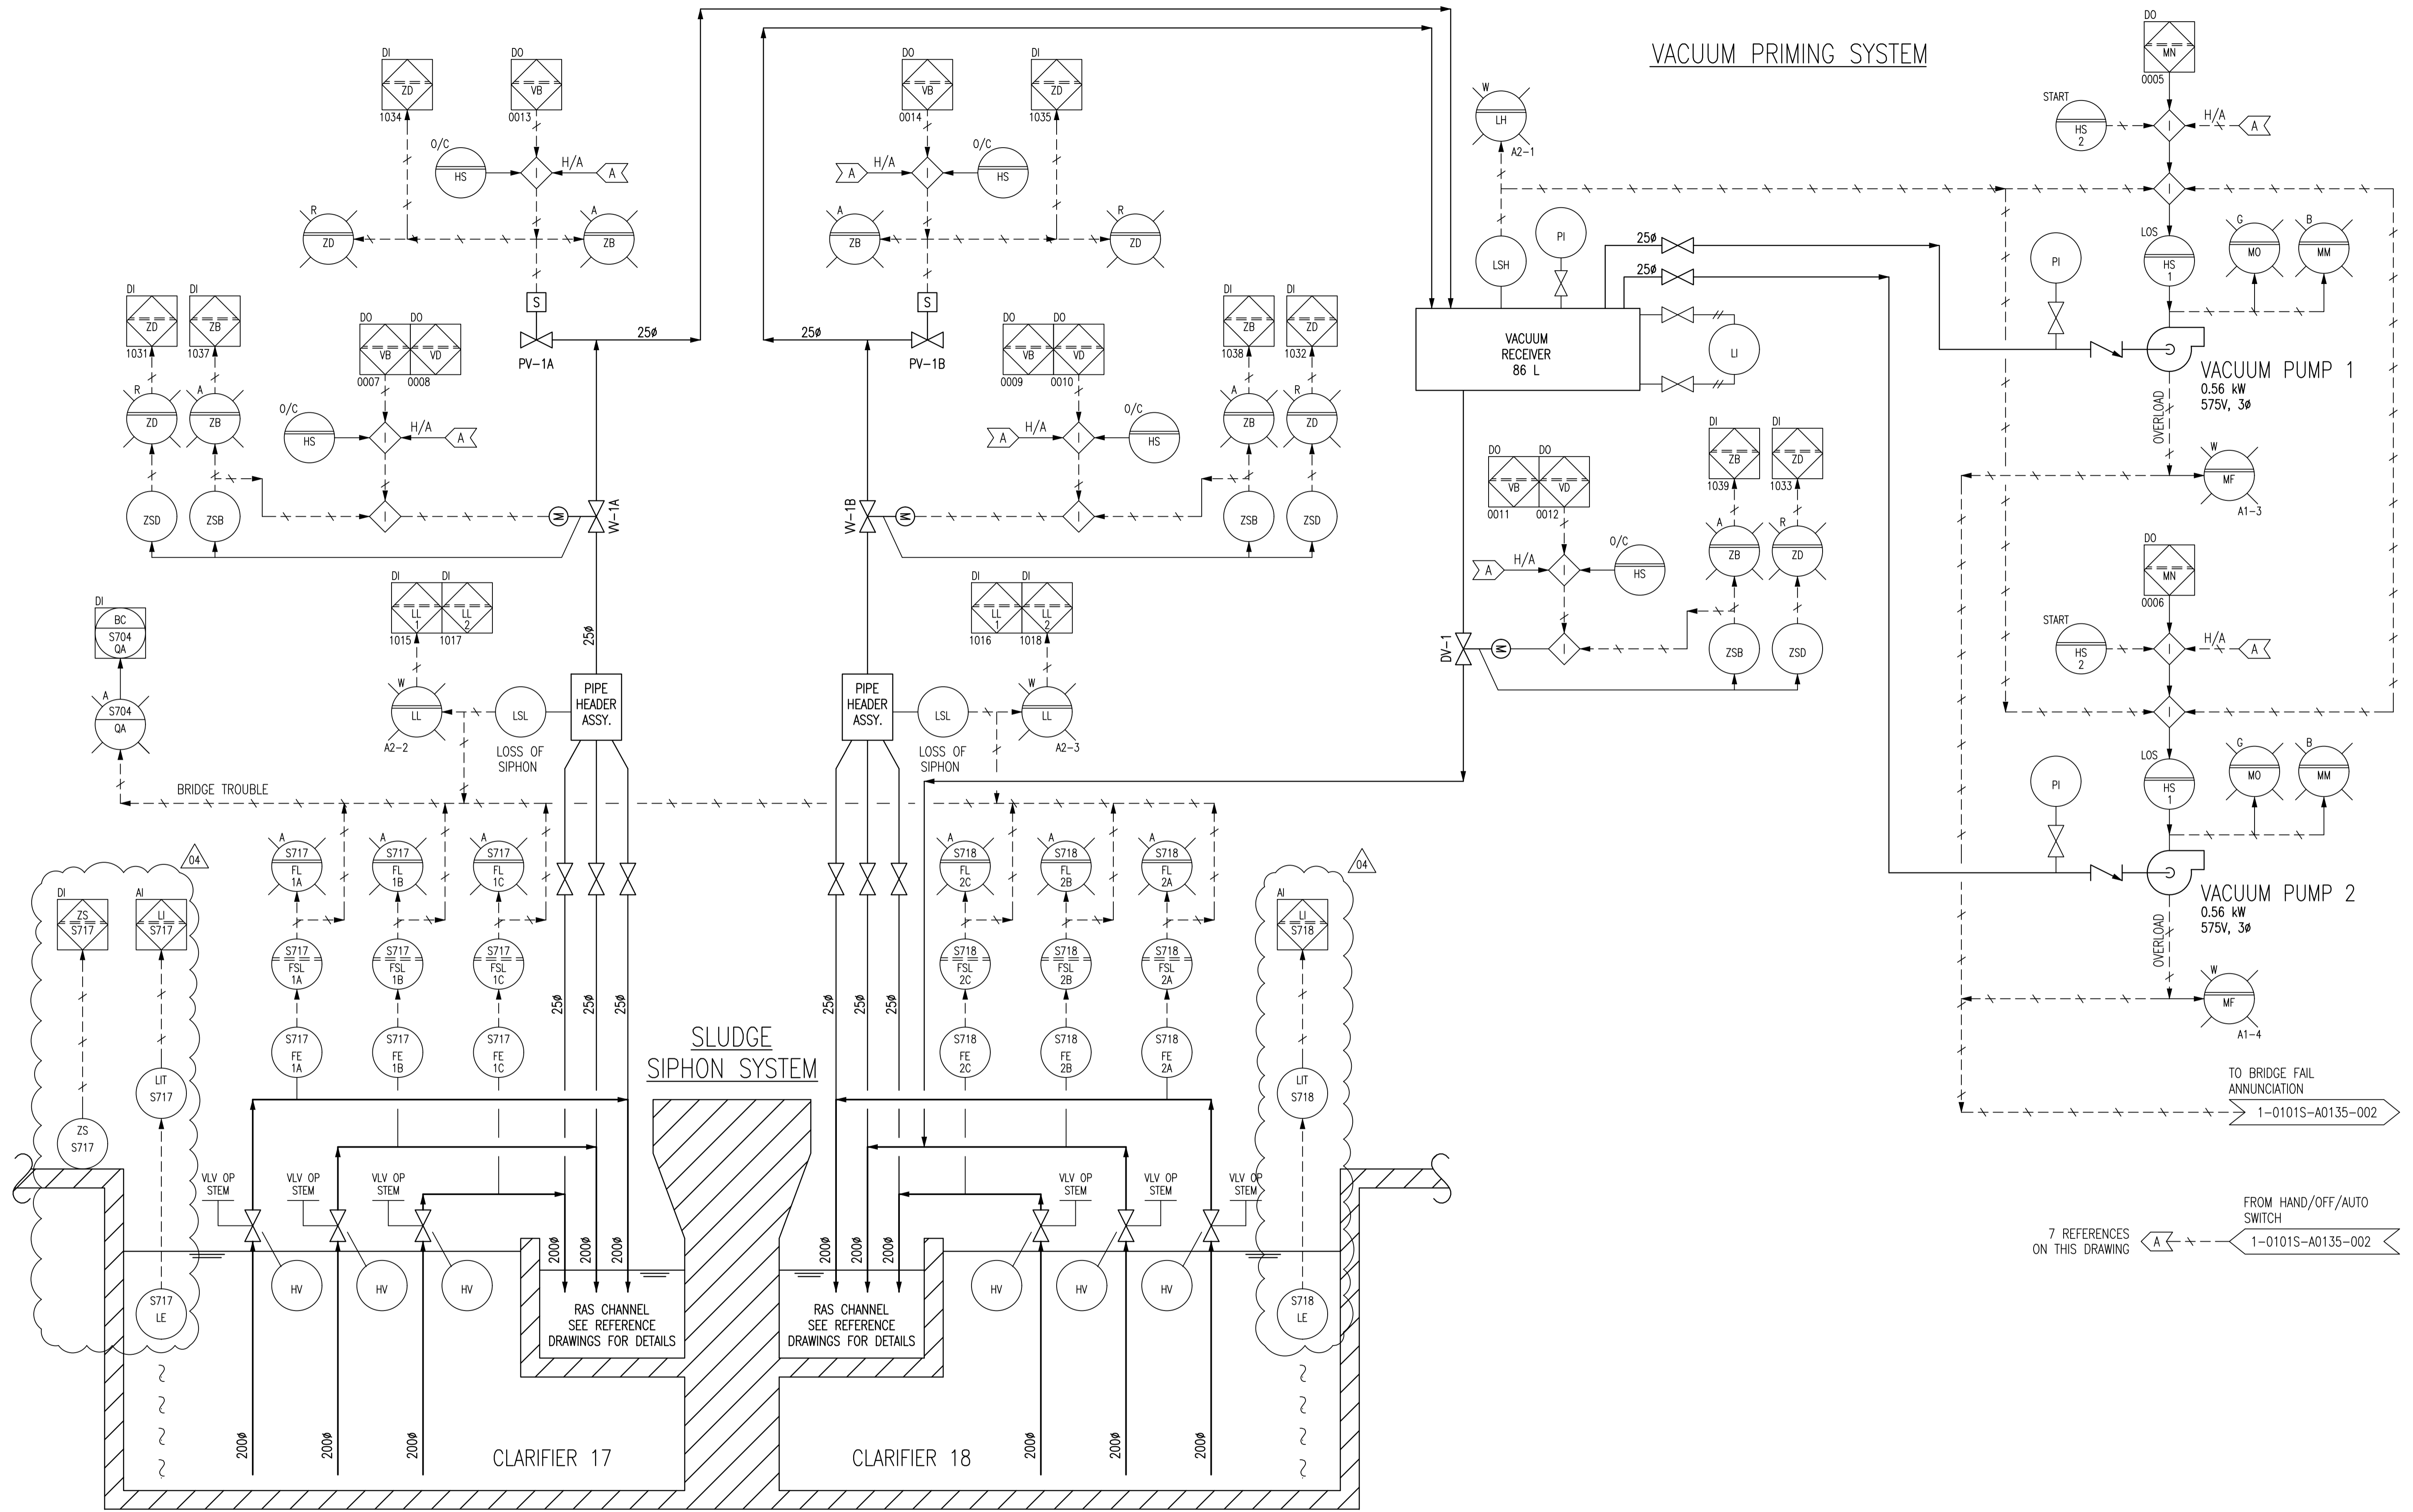 VACUUM PRIMING SYSTEM
DI
ZD
1034
DO
VB
0013
O/C
HS
I
H/A
A
R
ZD
A
ZB
S
PV-1A
25ø
DO
VB
0014
DI
ZD
1035
A
H/A
I
O/C
HS
A
ZB
R
ZD
S
PV-1B
25ø
W
LH
A2-1
LSH
PI
25ø
25ø
VACUUM
RECEIVER
86 L
LI
DO
MN
0005
START
HS
2
I
H/A
A
I
LOS
HS
1
G
MO
B
MM
PI
VACUUM PUMP 1
0.56 kW
575V, 3ø
OVERLOAD
W
MF
A1-3
DI
ZD
1031
DI
ZB
1037
R
ZD
A
ZB
ZSD
ZSB
DO
VB
0007
DO
VD
0008
O/C
HS
I
H/A
A
I
M
VV-1A
DO
VB
0009
DO
VD
0010
A
H/A
I
O/C
HS
I
M
VV-1B
DI
ZB
1038
DI
ZD
1032
A
ZB
R
ZD
ZSB
ZSD
DO
VB
0011
DO
VD
0012
A
H/A
I
O/C
HS
I
M
DV-1
DI
ZB
1039
DI
ZD
1033
A
ZB
R
ZD
ZSB
ZSD
DO
MN
0006
START
HS
2
I
H/A
A
I
LOS
HS
1
G
MO
B
MM
PI
VACUUM PUMP 2
0.56 kW
575V, 3ø
OVERLOAD
W
MF
A1-4
DI
BC
S704
QA
A
S704
QA
BRIDGE TROUBLE
DI
LL
1
1015
DI
LL
2
1017
W
LL
A2-2
LSL
LOSS OF
SIPHON
25ø
PIPE
HEADER
ASSY.
PIPE
HEADER
ASSY.
DI
LL
1
1016
DI
LL
2
1018
LSL
LOSS OF
SIPHON
W
LL
A2-3
04
DI
ZS
S717
AI
LI
S717
LIT
S717
ZS
S717
S717
LE
A
S717
FL
1A
A
S717
FL
1B
A
S717
FL
1C
S717
FSL
1A
S717
FSL
1B
S717
FSL
1C
S717
FE
1A
S717
FE
1B
S717
FE
1C
25ø
25ø
25ø
SLUDGE
SIPHON SYSTEM
25ø
25ø
25ø
A
S718
FL
2C
A
S718
FL
2B
A
S718
FL
2A
S718
FSL
2C
S718
FSL
2B
S718
FSL
2A
S718
FE
2C
S718
FE
2B
S718
FE
2A
04
AI
LI
S718
LIT
S718
S718
LE
VLV OP
STEM
VLV OP
STEM
VLV OP
STEM
VLV OP
STEM
VLV OP
STEM
VLV OP
STEM
HV
HV
HV
200ø
200ø
200ø
200ø
200ø
200ø
HV
HV
HV
RAS CHANNEL
SEE REFERENCE
DRAWINGS FOR DETAILS
RAS CHANNEL
SEE REFERENCE
DRAWINGS FOR DETAILS
200ø
200ø
200ø
CLARIFIER 17
CLARIFIER 18
200ø
200ø
200ø
TO BRIDGE FAIL
ANNUNCIATION
1-0101S-A0135-002
FROM HAND/OFF/AUTO
SWITCH
7 REFERENCES
ON THIS DRAWING
A
1-0101S-A0135-002